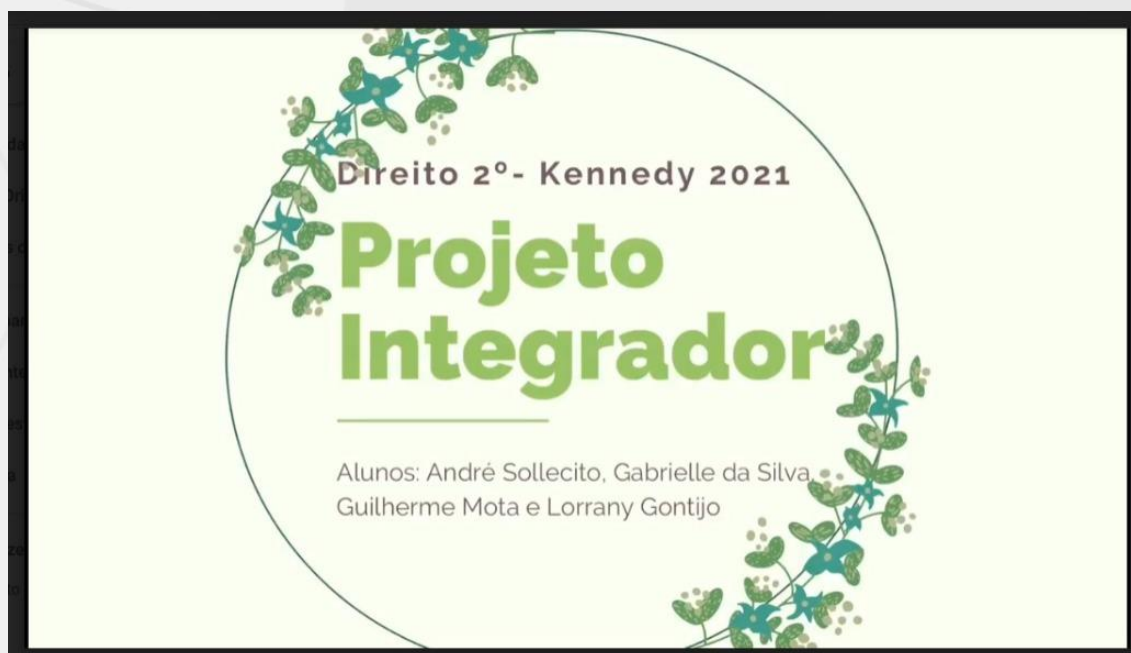 Direito 2º- Kennedy 2021
Projeto
Integrador
Alunos: André Sollecito, Gabrielle da Silva,
Guilherme Mota e Lorrany Gontijo